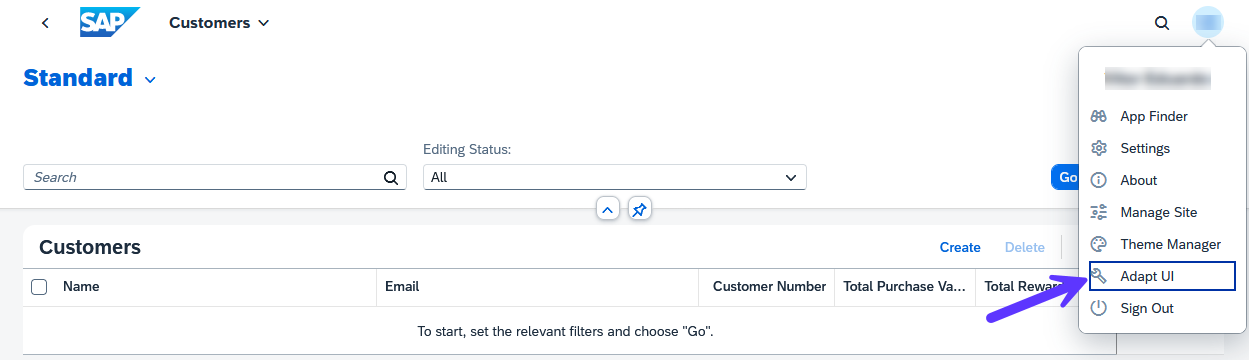 SAP Customers
Standard
Editing Status:
Search
All
Go
Customers
Create Delete
Name Email Customer Number Total Purchase Va... Total Rewar
To start, set the relevant filters and choose "Go".
App Finder
Settings
About
Manage Site
Theme Manager
Adapt UI
Sign Out